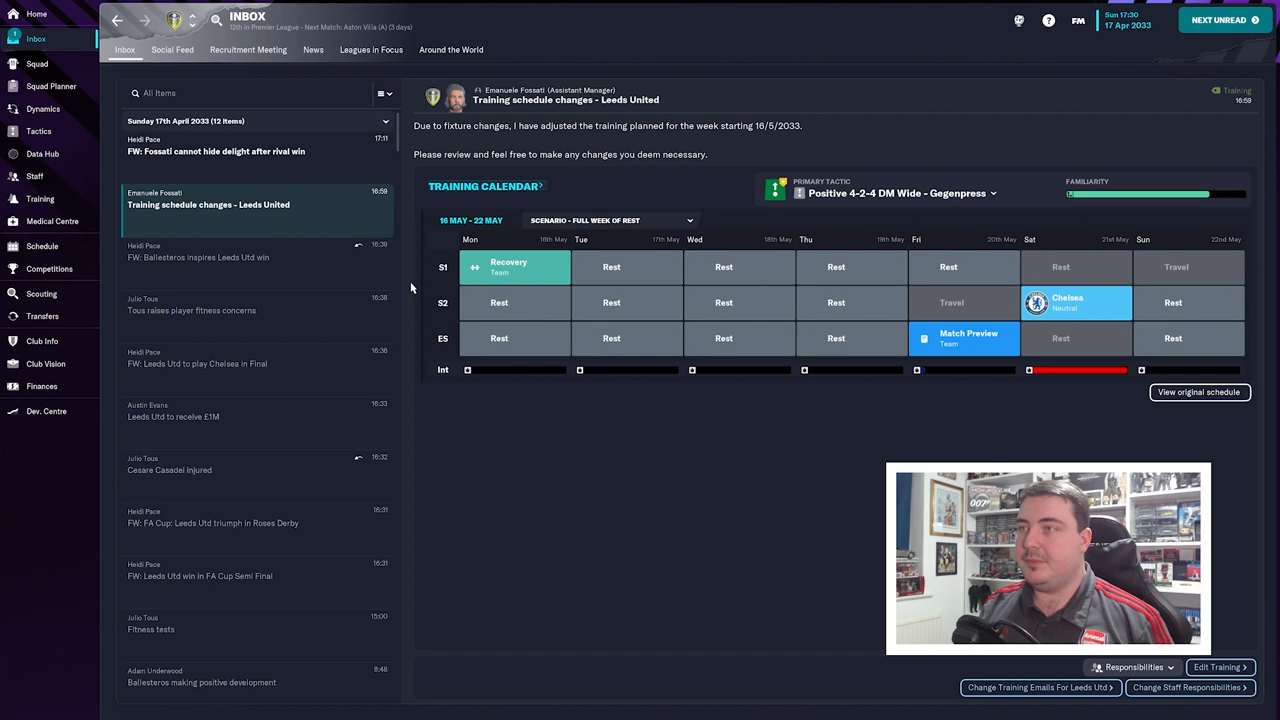 Home
INBOX
12th in Premier League - Next Match: Aston Villa (A) (3 days)
FM
Sun 17:30
17 Apr 2033
NEXT UNREAD
1
Inbox
Squad
Squad Planner
Dynamics
Tactics
Data Hub
Staff
Training
Medical Centre
Schedule
Competitions
Scouting
Transfers
Club Info
Club Vision
Finances
Dev. Centre
Inbox
Social Feed
Recruitment Meeting
News
Leagues in Focus
Around the World
All Items
Sunday 17th April 2033 (12 Items)
Heidi Pace 17:11
FW: Fossati cannot hide delight after rival win
Emanuele Fossati 16:59
Training schedule changes - Leeds United
Heidi Pace 16:39
FW: Ballesteros inspires Leeds Utd win
Julio Tous 16:38
Tous raises player fitness concerns
Heidi Pace 16:36
FW: Leeds Utd to play Chelsea in Final
Austin Evans 16:33
Leeds Utd to receive £1M
Julio Tous 16:32
Cesare Casadei injured
Heidi Pace 16:31
FW: FA Cup: Leeds Utd triumph in Roses Derby
Heidi Pace 16:31
FW: Leeds Utd win in FA Cup Semi Final
Julio Tous 15:00
Fitness tests
Adam Underwood 8:48
Ballesteros making positive development
Emanuele Fossati (Assistant Manager)
Training schedule changes - Leeds United
Training
16:59
Due to fixture changes, I have adjusted the training planned for the week starting 16/5/2033.
Please review and feel free to make any changes you deem necessary.
TRAINING CALENDAR>
PRIMARY TACTIC
Positive 4-2-4 DM Wide - Gegenpress
FAMILIARITY
16 MAY - 22 MAY
SCENARIO - FULL WEEK OF REST
Mon 16th May Tue 17th May Wed 18th May Thu 19th May Fri 20th May Sat 21st May Sun 22nd May
S1 Recovery Team Rest Rest Rest Rest Rest Travel
S2 Rest Rest Rest Rest Travel Chelsea Neutral Rest
ES Rest Rest Rest Rest Match Preview Team Rest Rest
Int
View original schedule
007
Arsenal
Responsibilities
Edit Training >
Change Training Emails For Leeds Utd >
Change Staff Responsibilities >